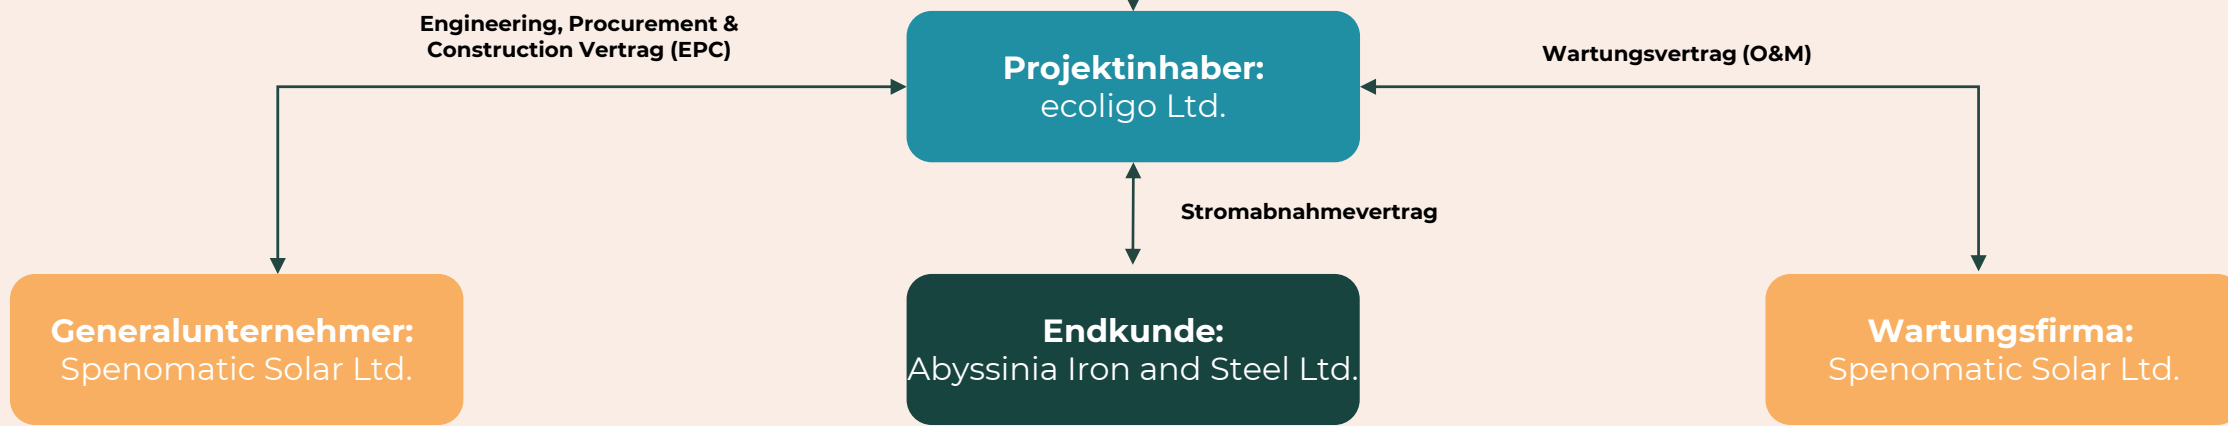 Engineering, Procurement &
Construction Vertrag (EPC)
Projektinhaber:
ecoligo Ltd.
Wartungsvertrag (O&M)
Stromabnahmevertrag
Generalunternehmer:
Spenomatic Solar Ltd.
Endkunde:
Abyssinia Iron and Steel Ltd.
Wartungsfirma:
Spenomatic Solar Ltd.